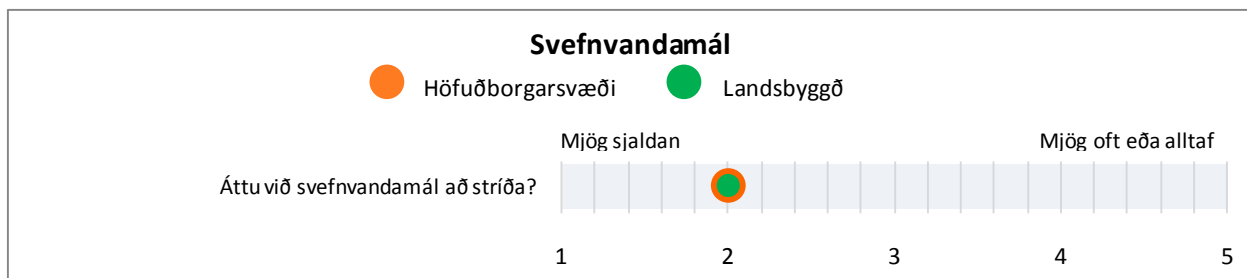 Svefnvandamál
Höfuðborgarsvæði Landsbyggð
Mjög sjaldan Mjög oft eða alltaf
Áttu við svefnvandamál að stríða?
1 2 3 4 5